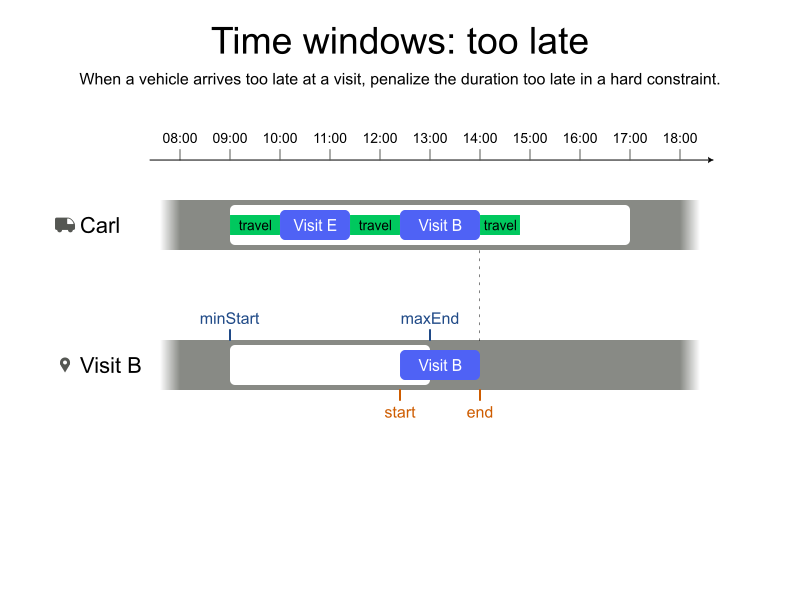 Time windows: too late
When a vehicle arrives too late at a visit, penalize the duration too late in a hard constraint.
08:00 09:00 10:00 11:00 12:00 13:00 14:00 15:00 16:00 17:00 18:00
Carl travel Visit E travel Visit B travel
minStart maxEnd
Visit B Visit B
start end